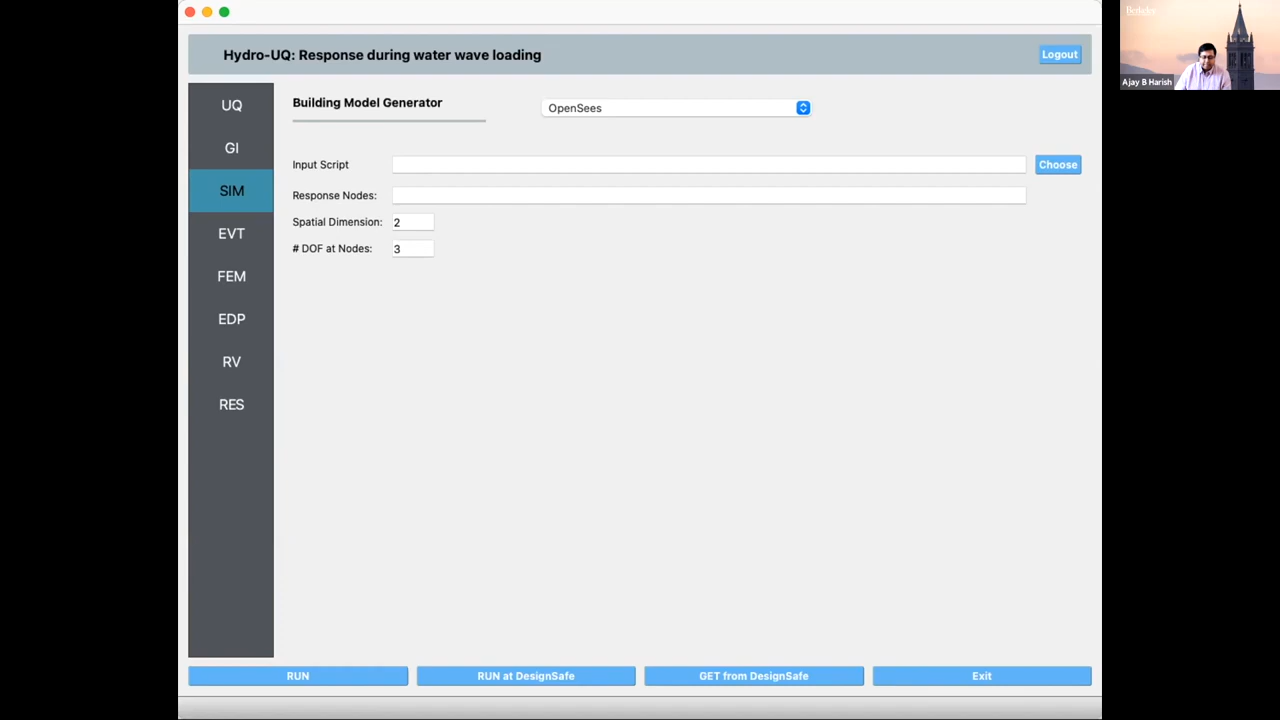 Hydro-UQ: Response during water wave loading
Logout
UQ
GI
SIM
EVT
FEM
EDP
RV
RES
Building Model Generator
OpenSees
Input Script
Choose
Response Nodes:
Spatial Dimension:
2
# DOF at Nodes:
3
RUN
RUN at DesignSafe
GET from DesignSafe
Exit
Berkeley
Ajay B Harish